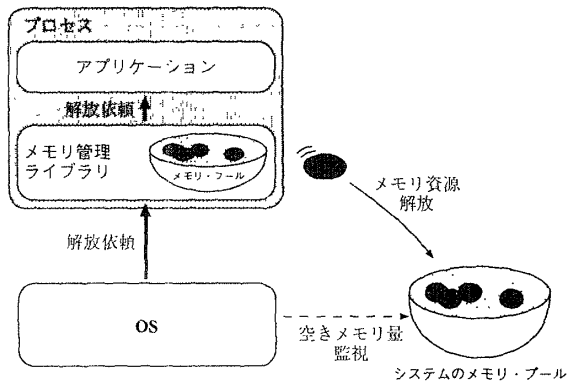 プロセス
アプリケーション
解放依頼
メモリ管理
ライブラリ
メモリ・プール
メモリ資源
解放
解放依頼
OS
空きメモリ量
監視
システムのメモリ・プール